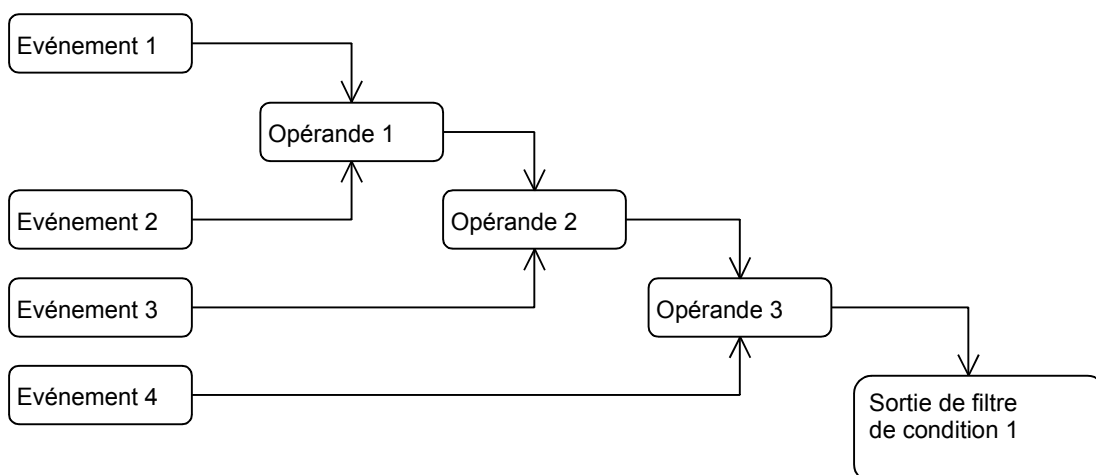 Evénement 1
Opérande 1
Evénement 2
Opérande 2
Evénement 3
Opérande 3
Evénement 4
Sortie de filtre
de condition 1